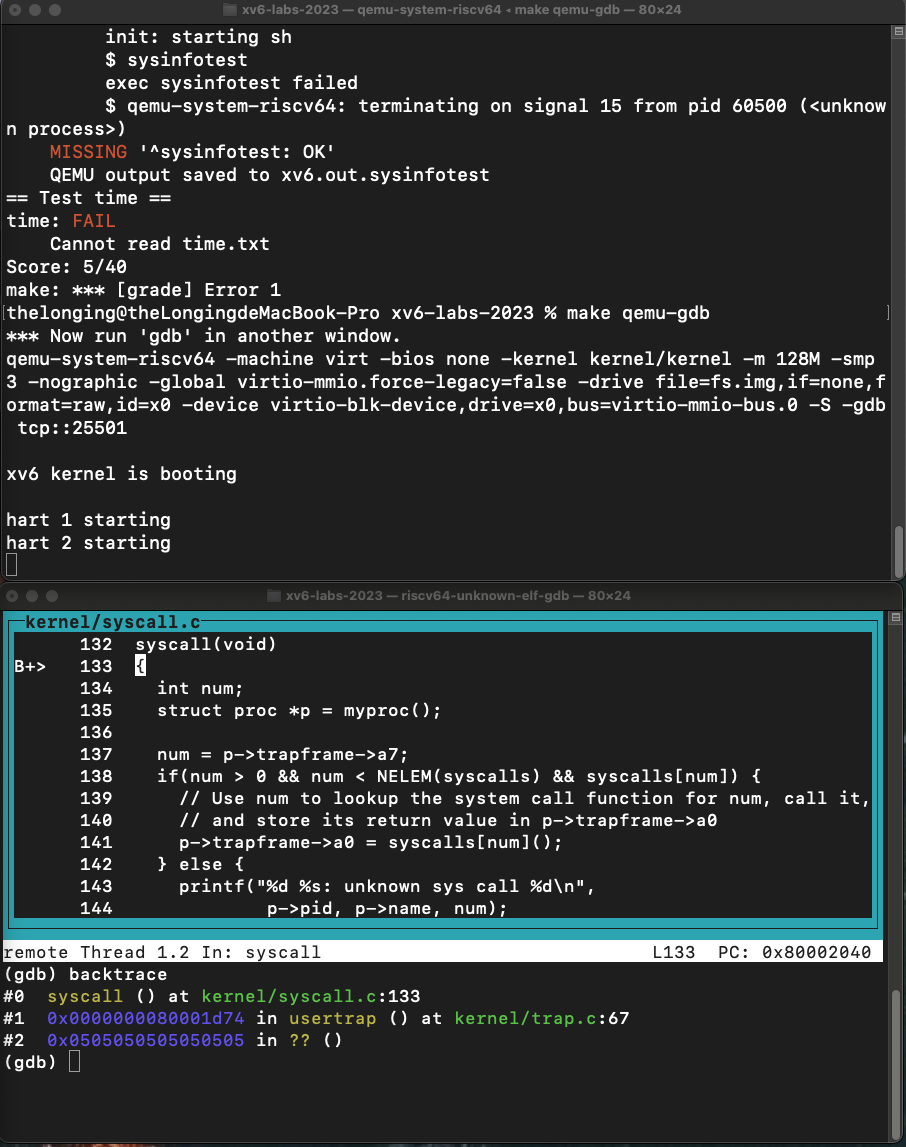 xv6-labs-2023 — qemu-system-riscv64 ◂ make qemu-gdb — 80×24
init: starting sh
$ sysinfotest
exec sysinfotest failed
$ qemu-system-riscv64: terminating on signal 15 from pid 60500 (<unknow
n process>)
MISSING '^sysinfotest: OK'
QEMU output saved to xv6.out.sysinfotest
== Test time ==
time: FAIL
Cannot read time.txt
Score: 5/40
make: *** [grade] Error 1
[thelonging@theLongingdeMacBook-Pro xv6-labs-2023 % make qemu-gdb ]
*** Now run 'gdb' in another window.
qemu-system-riscv64 -machine virt -bios none -kernel kernel/kernel -m 128M -smp
3 -nographic -global virtio-mmio.force-legacy=false -drive file=fs.img,if=none,f
ormat=raw,id=x0 -device virtio-blk-device,drive=x0,bus=virtio-mmio-bus.0 -S -gdb
tcp::25501
xv6 kernel is booting
hart 1 starting
hart 2 starting
xv6-labs-2023 — riscv64-unknown-elf-gdb — 80×24
kernel/syscall.c
132 syscall(void)
B+> 133 {
134 int num;
135 struct proc *p = myproc();
136
137 num = p->trapframe->a7;
138 if(num > 0 && num < NELEM(syscalls) && syscalls[num]) {
139 // Use num to lookup the system call function for num, call it,
140 // and store its return value in p->trapframe->a0
141 p->trapframe->a0 = syscalls[num]();
142 } else {
143 printf("%d %s: unknown sys call %d\n",
144 p->pid, p->name, num);
remote Thread 1.2 In: syscall L133 PC: 0x80002040
(gdb) backtrace
#0 syscall () at kernel/syscall.c:133
#1 0x0000000080001d74 in usertrap () at kernel/trap.c:67
#2 0x0505050505050505 in ?? ()
(gdb)